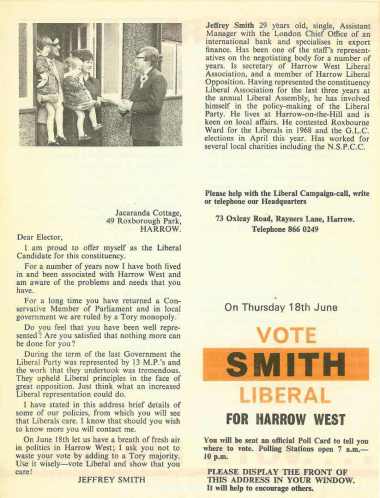 Jacaranda Cottage,
49 Roxborough Park,
HARROW.
Dear Elector,
I am proud to offer myself as the Liberal
Candidate for this constituency.
For a number of years now I have both lived
in and been associated with Harrow West and
am aware of the problems and needs that you
have.
For a long time you have returned a Con-
servative Member of Parliament and in local
government we are ruled by a Tory monopoly.
Do you feel that you have been well repre-
sented? Are you satisfied that nothing more can
be done for you?
During the term of the last Government the
Liberal Party was represented by 13 M.P.'s and
the work that they undertook was tremendous.
They upheld Liberal principles in the face of
great opposition. Just think what an increased
Liberal representation could do.
I have stated in this address brief details of
some of our policies, from which you will see
that Liberals care. I know that should you wish
to know more you will contact me.
On June 18th let us have a breath of fresh air
in politics in Harrow West; I ask you not to
waste your vote by adding to a Tory majority.
Use it wisely—vote Liberal and show that you
care!
JEFFREY SMITH
Jeffrey Smith 29 years old, single, Assistant
Manager with the London Chief Office of an
international bank and specialises in export
finance. Has been one of the staff's represent-
atives on the negotiating body for a number of
years. Is secretary of Harrow West Liberal
Association, and a member of Harrow Liberal
Opposition. Having represented the constituency
Liberal Association for the last three years at
the annual Liberal Assembly, he has involved
himself in the policy-making of the Liberal
Party. He lives at Harrow-on-the-Hill and is
keen on local affairs. He contested Roxbourne
Ward for the Liberals in 1968 and the G.L.C.
elections in April this year. Has worked for
several local charities including the N.S.P.C.C.
Please help with the Liberal Campaign-call, write
or telephone our Headquarters
73 Oxleay Road, Rayners Lane, Harrow.
Telephone 866 0249
On Thursday 18th June
VOTE
SMITH
LIBERAL
FOR HARROW WEST
You will be sent an official Poll Card to tell you
where to vote. Polling Stations open 7 a.m.—
10 p.m.
PLEASE DISPLAY THE FRONT OF
THIS ADDRESS IN YOUR WINDOW.
It will help to encourage others.